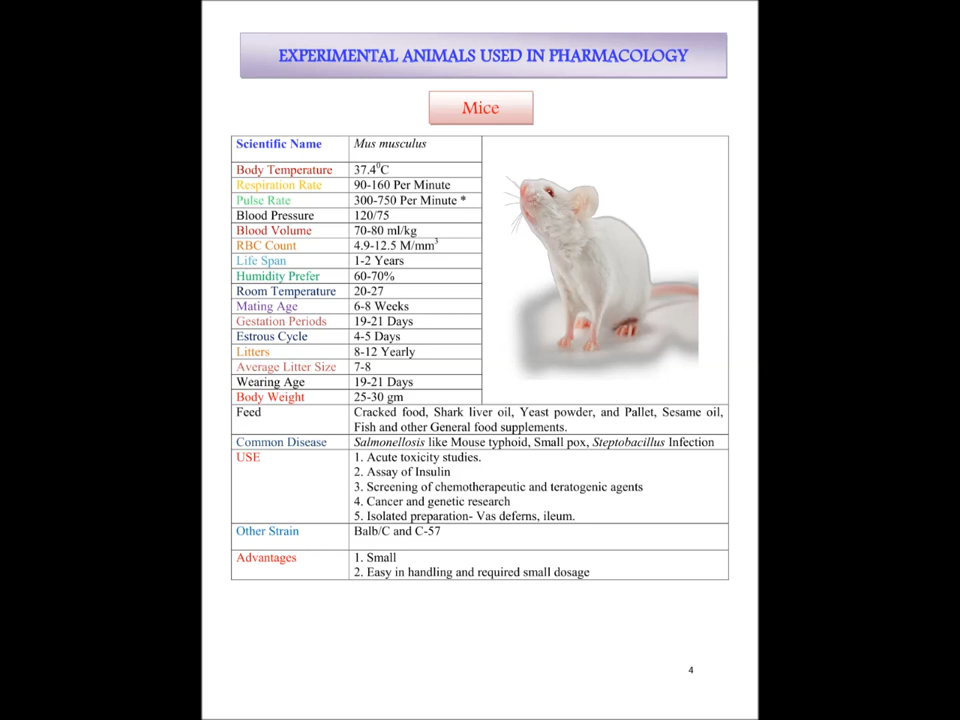 EXPERIMENTAL ANIMALS USED IN PHARMACOLOGY
Mice
Scientific Name Mus musculus
Body Temperature 37.4⁰C
Respiration Rate 90-160 Per Minute
Pulse Rate 300-750 Per Minute *
Blood Pressure 120/75
Blood Volume 70-80 ml/kg
RBC Count 4.9-12.5 M/mm³
Life Span 1-2 Years
Humidity Prefer 60-70%
Room Temperature 20-27
Mating Age 6-8 Weeks
Gestation Periods 19-21 Days
Estrous Cycle 4-5 Days
Litters 8-12 Yearly
Average Litter Size 7-8
Wearing Age 19-21 Days
Body Weight 25-30 gm
Feed Cracked food, Shark liver oil, Yeast powder, and Pallet, Sesame oil,
Fish and other General food supplements.
Common Disease Salmonellosis like Mouse typhoid, Small pox, Steptobacillus Infection
USE 1. Acute toxicity studies.
2. Assay of Insulin
3. Screening of chemotherapeutic and teratogenic agents
4. Cancer and genetic research
5. Isolated preparation- Vas deferns, ileum.
Other Strain Balb/C and C-57
Advantages 1. Small
2. Easy in handling and required small dosage
4